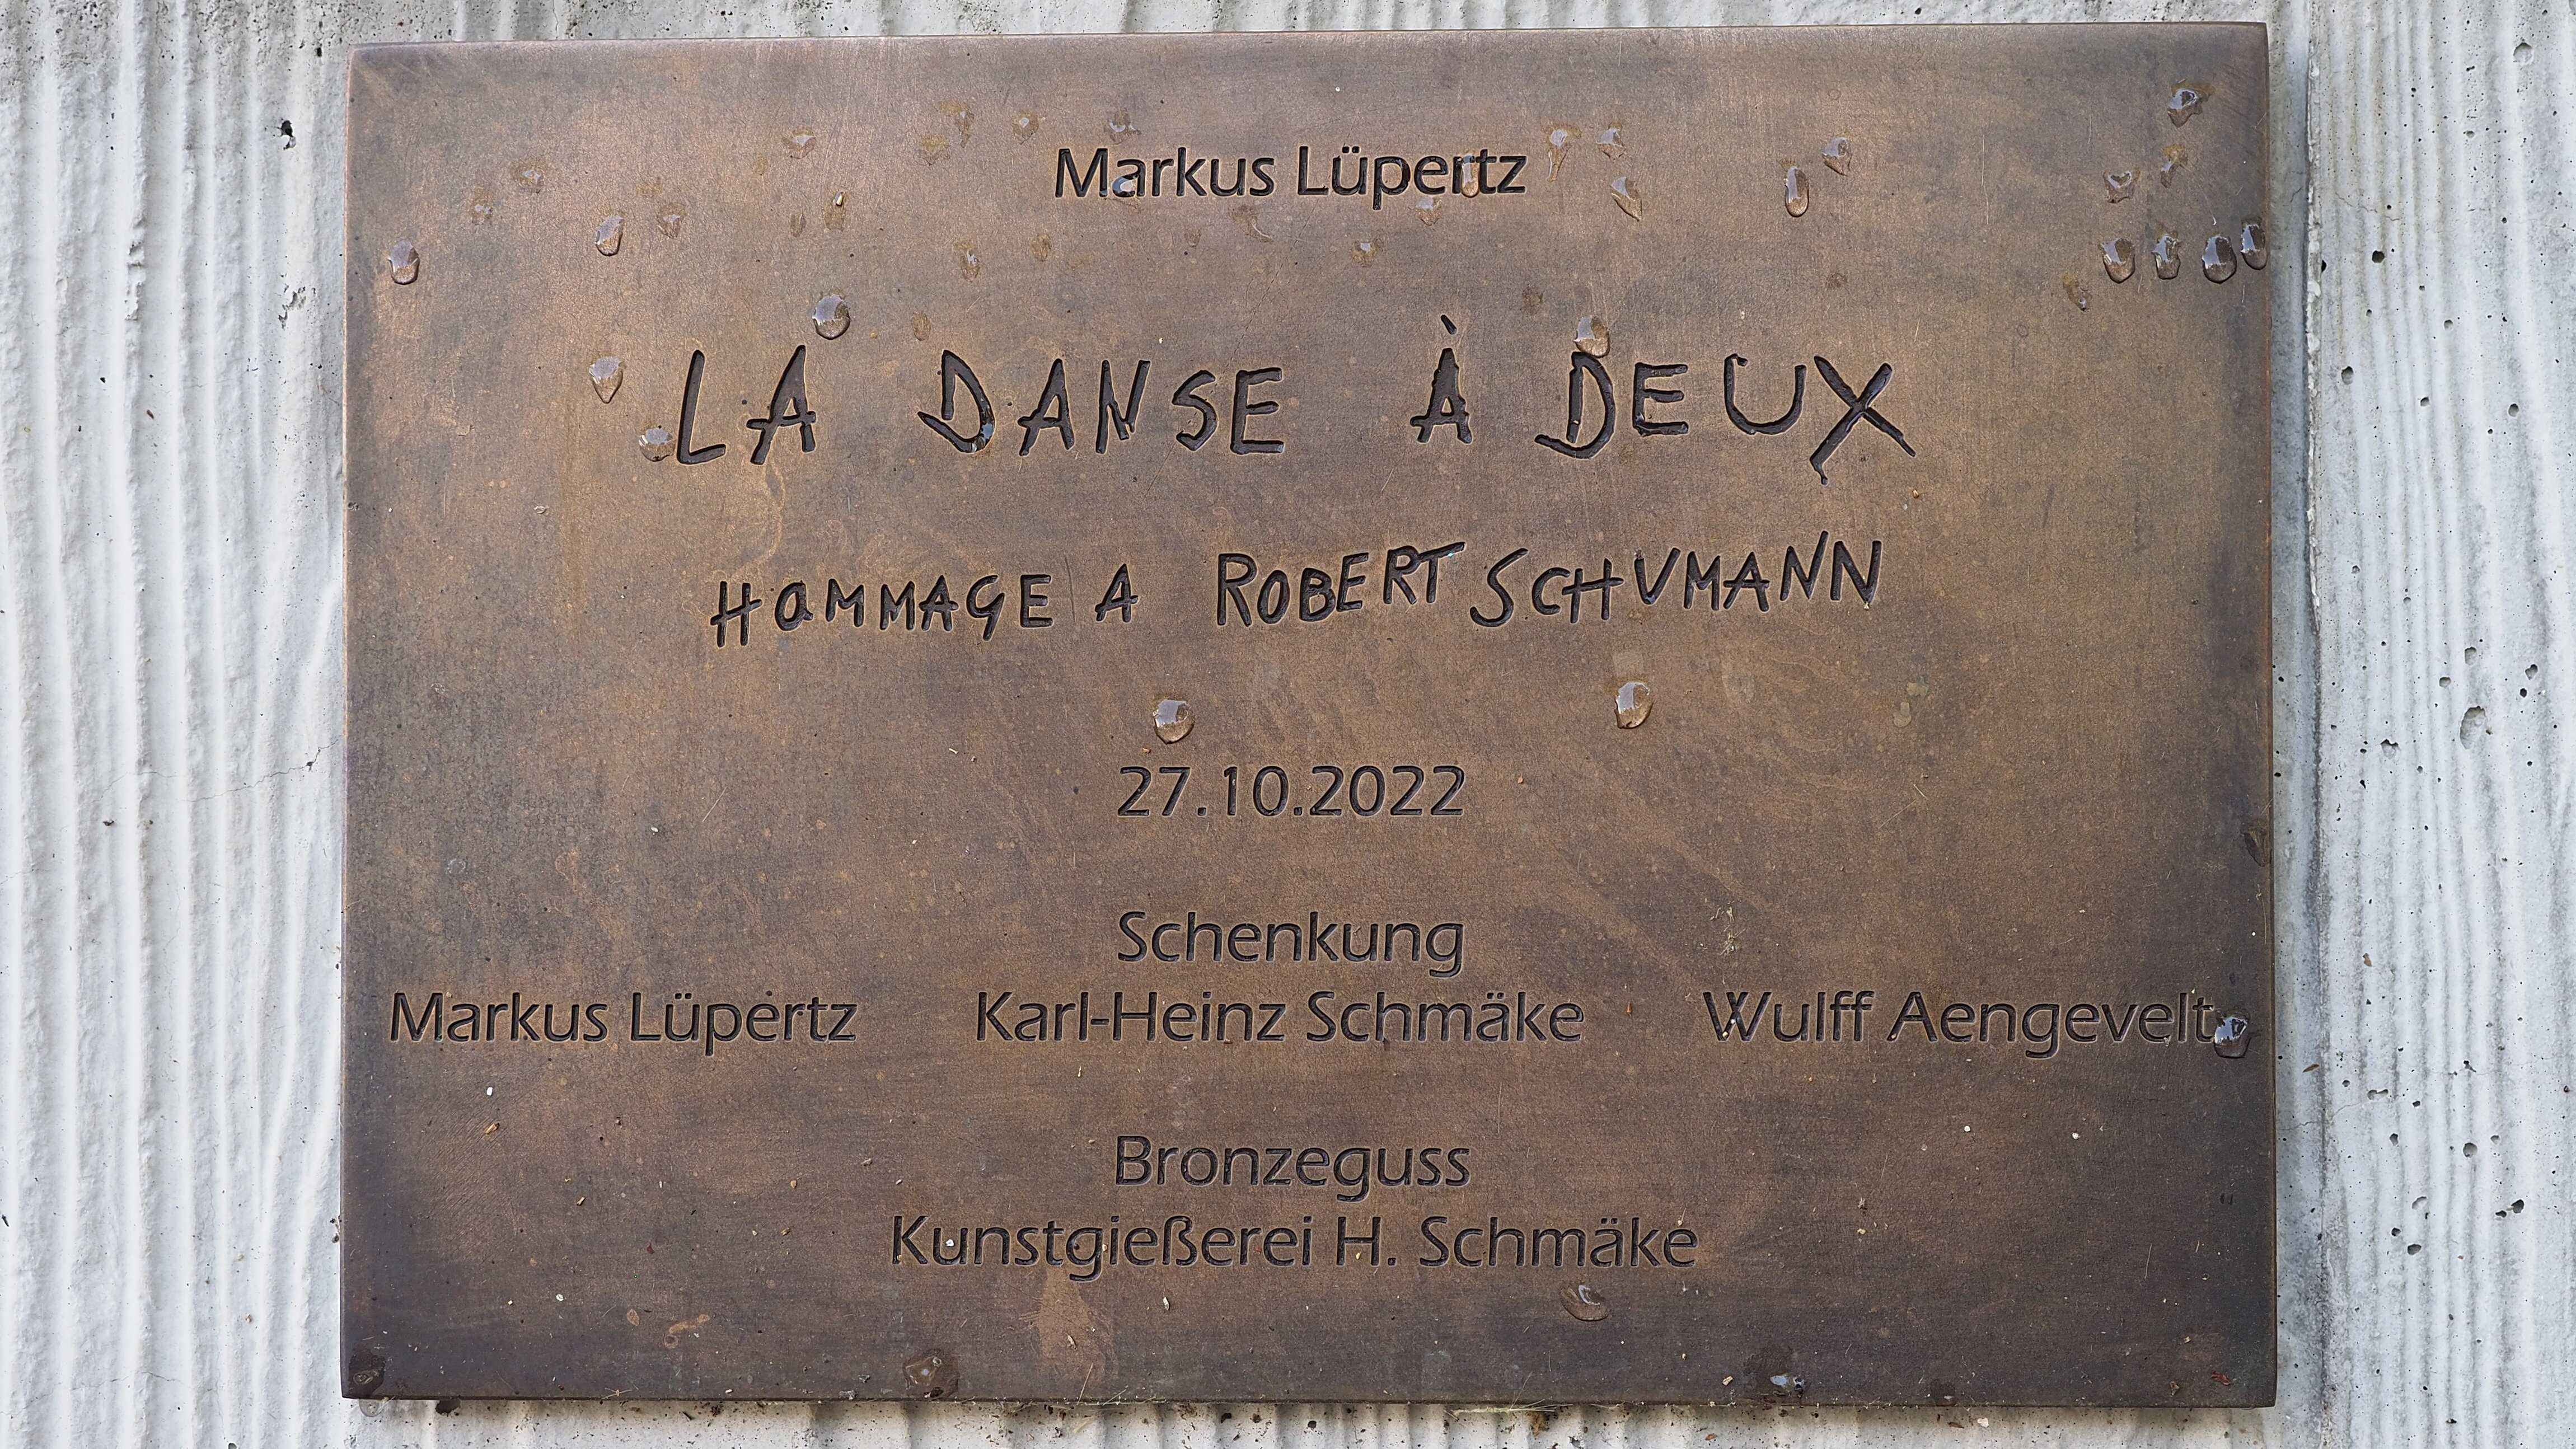 Markus Lüpertz
LA DANSE À DEUX
HOMMAGE A ROBERT SCHVMANN
27.10.2022
Schenkung
Markus Lüpertz Karl-Heinz Schmäke Wulff Aengevelt
Bronzeguss
Kunstgießerei H. Schmäke